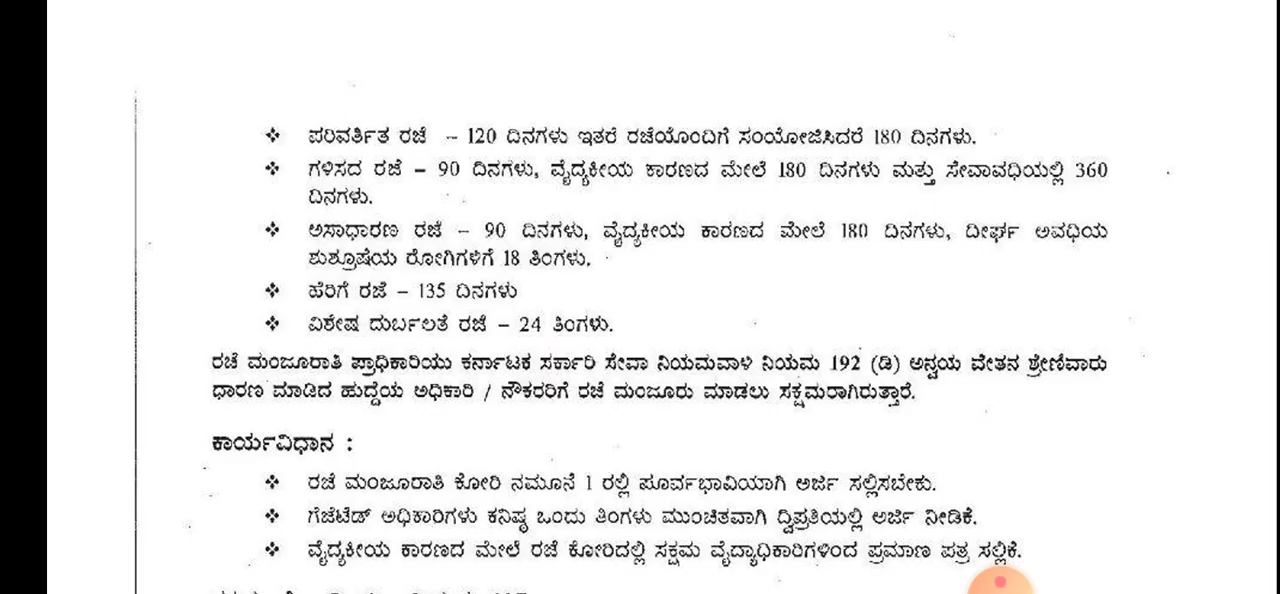 ❖ ಪರಿವರ್ತಿತ ರಜೆ – 120 ದಿನಗಳು ಇತರೆ ರಜೆಯೊಂದಿಗೆ ಸಂಯೋಜಿಸಿದರೆ 180 ದಿನಗಳು.
❖ ಗಳಿಸದ ರಜೆ – 90 ದಿನಗಳು, ವೈದ್ಯಕೀಯ ಕಾರಣದ ಮೇಲೆ 180 ದಿನಗಳು ಮತ್ತು ಸೇವಾವಧಿಯಲ್ಲಿ 360
ದಿನಗಳು.
❖ ಅಸಾಧಾರಣ ರಜೆ – 90 ದಿನಗಳು, ವೈದ್ಯಕೀಯ ಕಾರಣದ ಮೇಲೆ 180 ದಿನಗಳು, ದೀರ್ಘ ಅವಧಿಯ
ಶುಶ್ರೂಷೆಯ ರೋಗಿಗಳಿಗೆ 18 ತಿಂಗಳು.
❖ ಹೆರಿಗೆ ರಜೆ – 135 ದಿನಗಳು
❖ ವಿಶೇಷ ದುರ್ಬಲತೆ ರಜೆ – 24 ತಿಂಗಳು.
ರಜೆ ಮಂಜೂರಾತಿ ಪ್ರಾಧಿಕಾರಿಯು ಕರ್ನಾಟಕ ಸರ್ಕಾರಿ ಸೇವಾ ನಿಯಮವಾಳಿ ನಿಯಮ 192 (ಡಿ) ಅನ್ವಯ ವೇತನ ಶ್ರೇಣಿವಾರು
ಧಾರಣ ಮಾಡಿದ ಹುದ್ದೆಯ ಅಧಿಕಾರಿ / ನೌಕರರಿಗೆ ರಜೆ ಮಂಜೂರು ಮಾಡಲು ಸಕ್ಷಮರಾಗಿರುತ್ತಾರೆ.
ಕಾರ್ಯವಿಧಾನ :
❖ ರಜೆ ಮಂಜೂರಾತಿ ಕೋರಿ ನಮೂನೆ 1 ರಲ್ಲಿ ಪೂರ್ವಭಾವಿಯಾಗಿ ಅರ್ಜಿ ಸಲ್ಲಿಸಬೇಕು.
❖ ಗೆಜೆಟೆಡ್ ಅಧಿಕಾರಿಗಳು ಕನಿಷ್ಠ ಒಂದು ತಿಂಗಳು ಮುಂಚಿತವಾಗಿ ದ್ವಿಪ್ರತಿಯಲ್ಲಿ ಅರ್ಜಿ ನೀಡಿಕೆ.
❖ ವೈದ್ಯಕೀಯ ಕಾರಣದ ಮೇಲೆ ರಜೆ ಕೋರಿದಲ್ಲಿ ಸಕ್ಷಮ ವೈದ್ಯಾಧಿಕಾರಿಗಳಿಂದ ಪ್ರಮಾಣ ಪತ್ರ ಸಲ್ಲಿಕೆ.